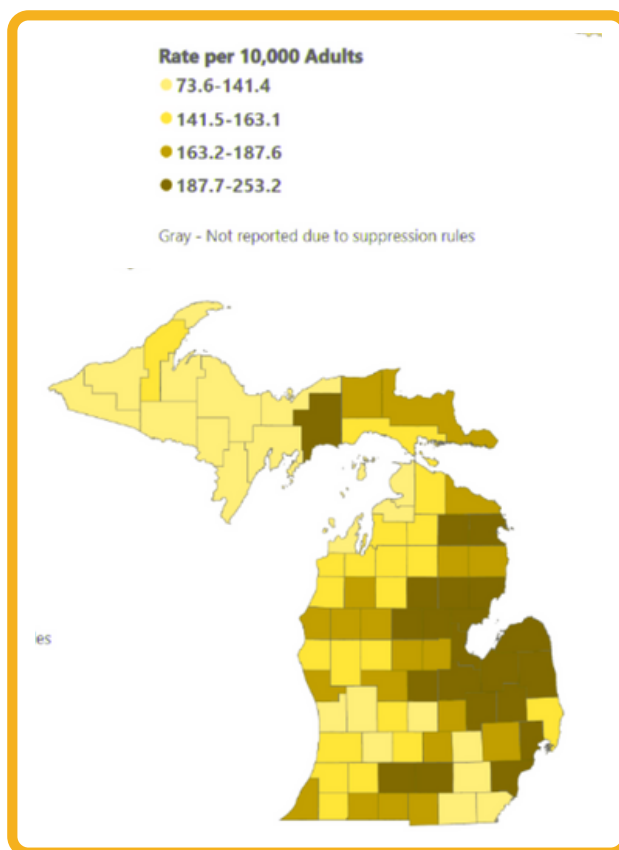 Rate per 10,000 Adults
73.6-141.4
141.5-163.1
163.2-187.6
187.7-253.2
Gray - Not reported due to suppression rules
les